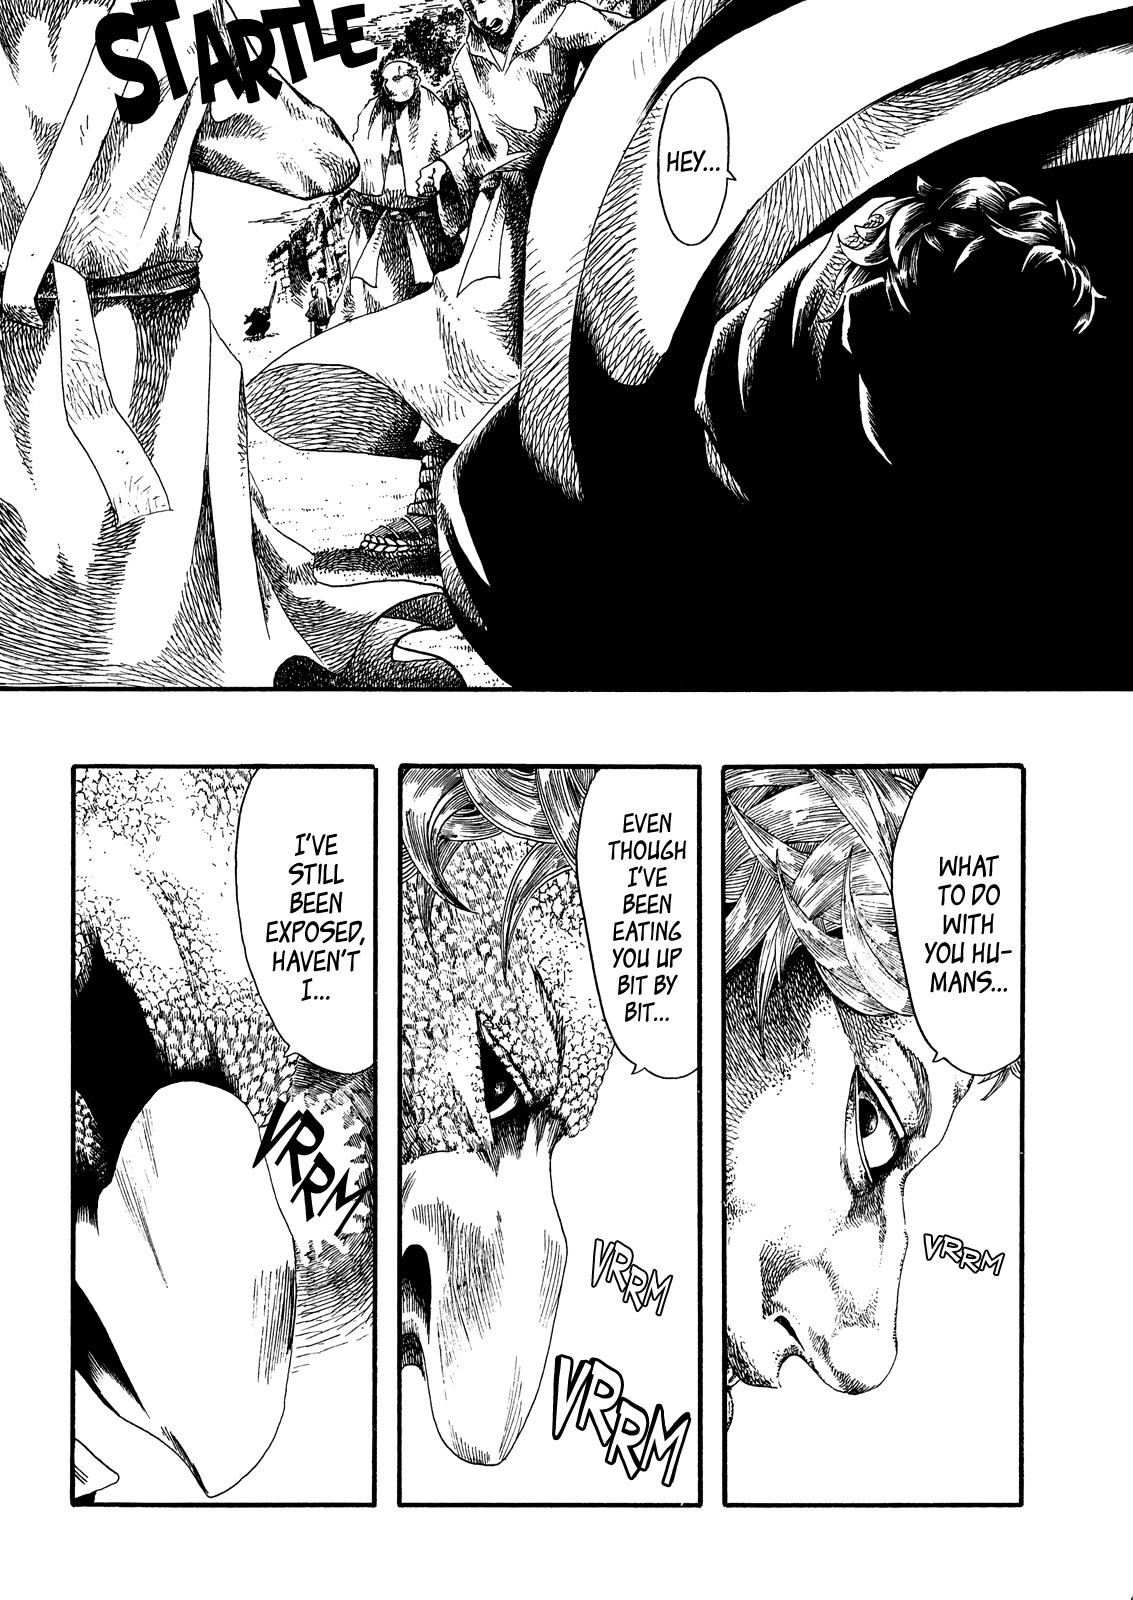 HEY...
STARTLE
WHAT
TO DO
WITH
YOU HU-
MANS...
VRRM
EVEN
THOUGH
I'VE
BEEN
EATING
YOU UP
BIT BY
BIT...
VRRM
VRRM
I'VE
STILL
BEEN
EXPOSED,
HAVEN'T
I...
VRRM